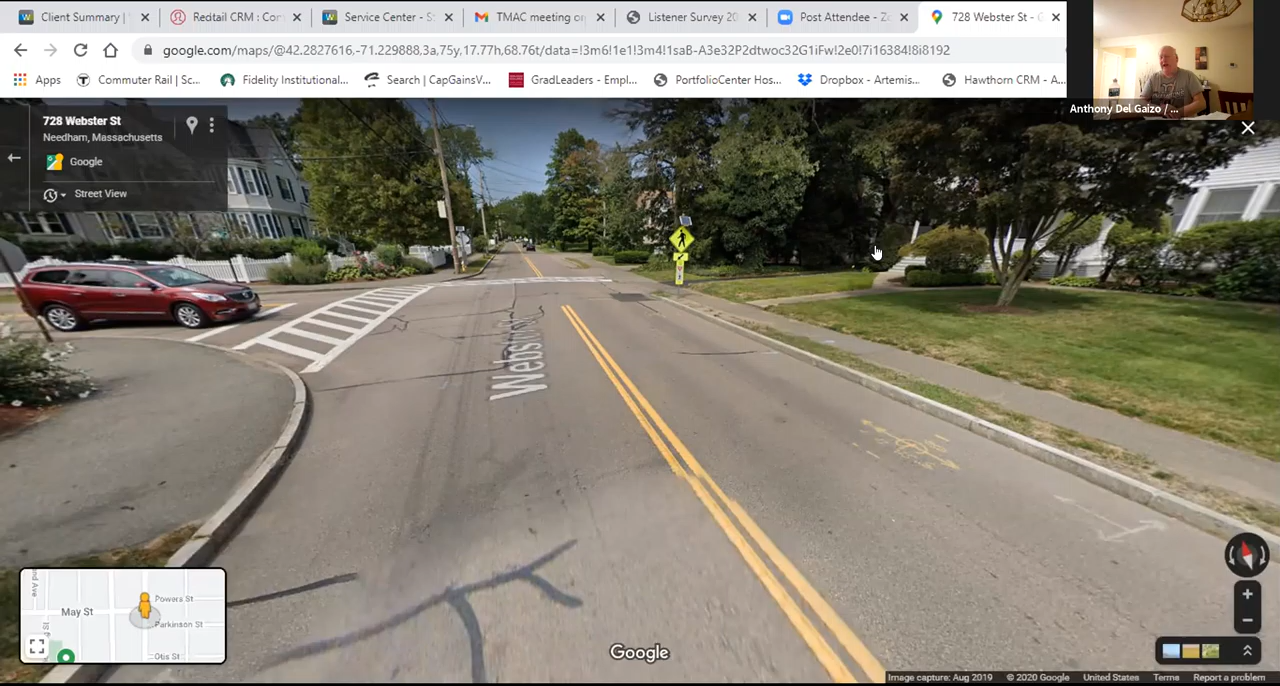 Client Summary |
Redtail CRM : Con
Service Center - S
TMAC meeting or
Listener Survey 20
Post Attendee - Zo
728 Webster St - G
google.com/maps/@42.2827616,-71.229888,3a,75y,17.77h,68.76t/data=!3m6!1e1!3m4!1saB-A3e32P2dtwoc32G1iFw!2e0!7i16384!8i8192
Apps
Commuter Rail | Sc...
Fidelity Institutional...
Search | CapGainsV...
GradLeaders - Empl...
PortfolioCenter Hos...
Dropbox - Artemis...
Hawthorn CRM - A...
Anthony Del Gaizo / ...
728 Webster St
Needham, Massachusetts
Google
Street View
Webster St
May St
Powers St
Parkinson St
Otis St
Google
Image capture: Aug 2019 © 2020 Google United States Terms Report a problem